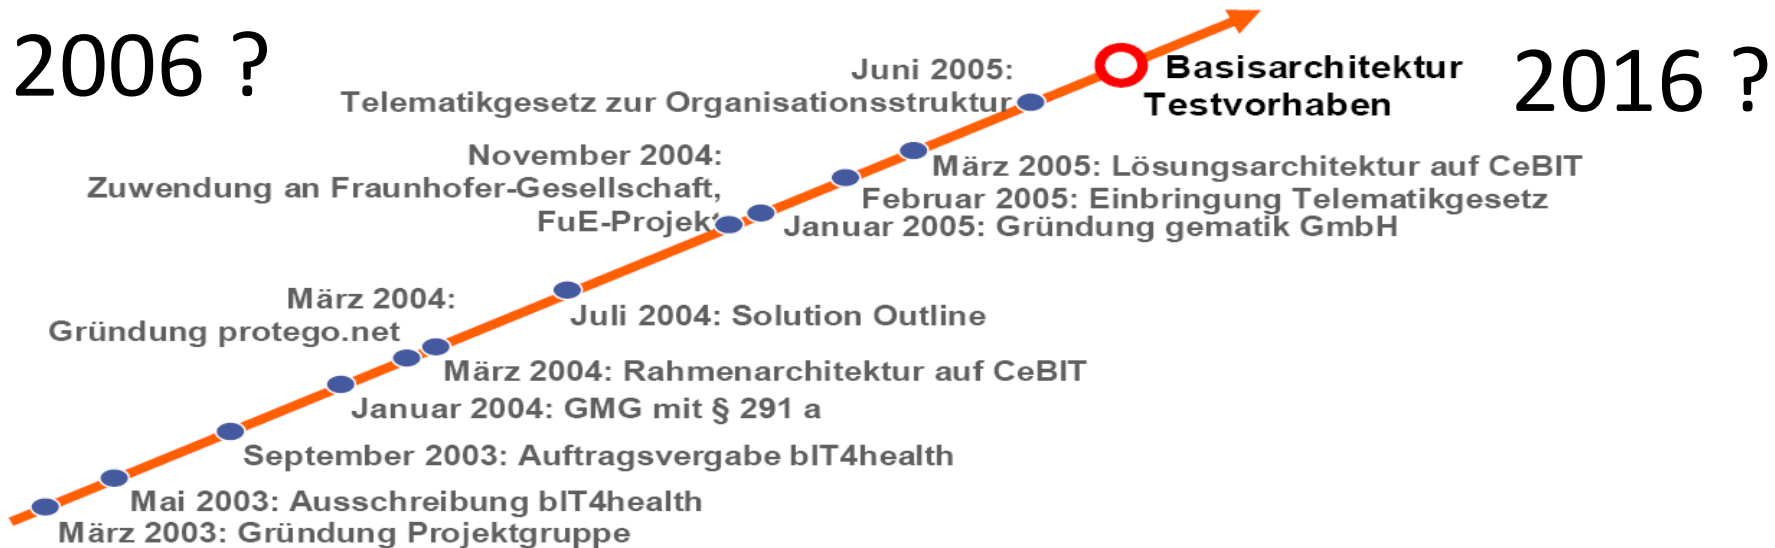 2006 ?
2016 ?
Juni 2005:
Telematikgesetz zur Organisationsstruktur
Basisarchitektur
Testvorhaben
November 2004:
Zuwendung an Fraunhofer-Gesellschaft,
FuE-Projekt
März 2005: Lösungsarchitektur auf CeBIT
Februar 2005: Einbringung Telematikgesetz
Januar 2005: Gründung gematik GmbH
März 2004:
Gründung protego.net
Juli 2004: Solution Outline
März 2004: Rahmenarchitektur auf CeBIT
Januar 2004: GMG mit § 291 a
September 2003: Auftragsvergabe bIT4health
Mai 2003: Ausschreibung bIT4health
März 2003: Gründung Projektgruppe